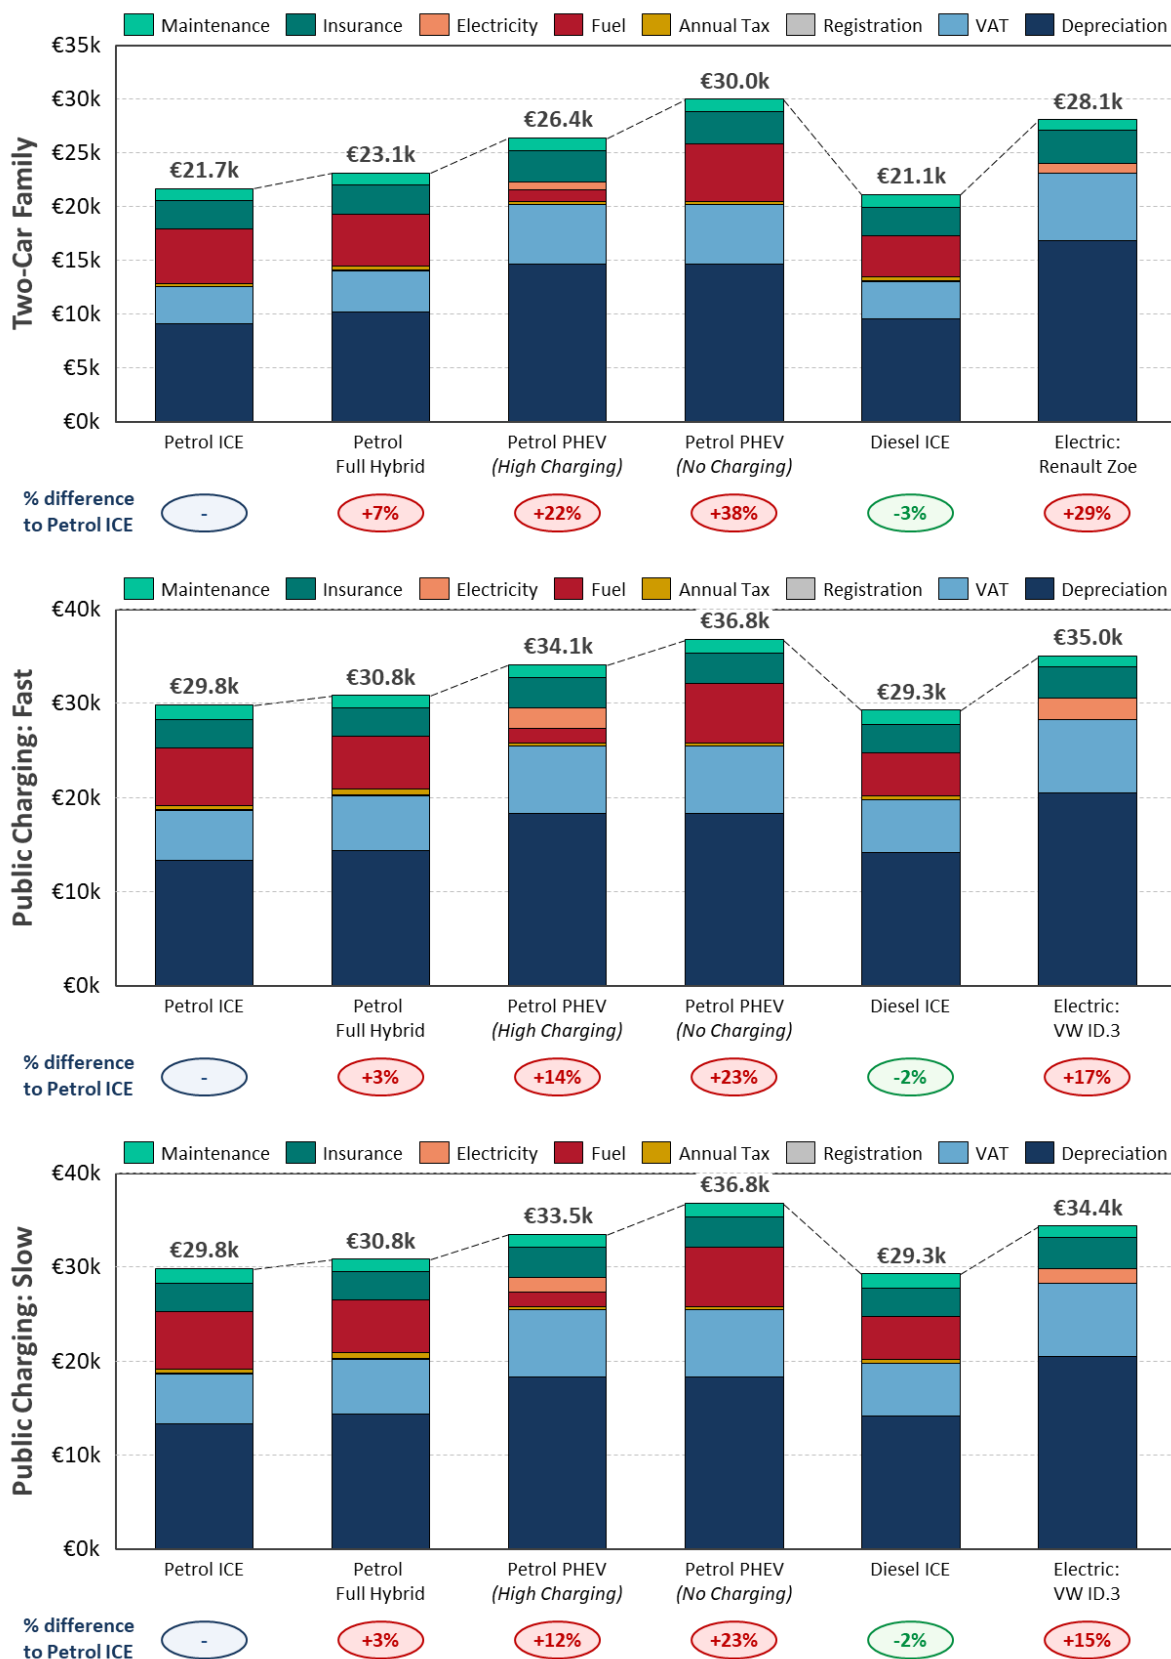 Maintenance Insurance Electricity Fuel Annual Tax Registration VAT Depreciation
Two-Car Family
€35k
€30k
€25k
€20k
€15k
€10k
€5k
€0k
€21.7k
€23.1k
€26.4k
€30.0k
€21.1k
€28.1k
Petrol ICE
Petrol
Full Hybrid
Petrol PHEV
(High Charging)
Petrol PHEV
(No Charging)
Diesel ICE
Electric:
Renault Zoe
% difference
to Petrol ICE
- +7% +22% +38% -3% +29%
Maintenance Insurance Electricity Fuel Annual Tax Registration VAT Depreciation
Public Charging: Fast
€40k
€30k
€20k
€10k
€0k
€29.8k
€30.8k
€34.1k
€36.8k
€29.3k
€35.0k
Petrol ICE
Petrol
Full Hybrid
Petrol PHEV
(High Charging)
Petrol PHEV
(No Charging)
Diesel ICE
Electric:
VW ID.3
% difference
to Petrol ICE
- +3% +14% +23% -2% +17%
Maintenance Insurance Electricity Fuel Annual Tax Registration VAT Depreciation
Public Charging: Slow
€40k
€30k
€20k
€10k
€0k
€29.8k
€30.8k
€33.5k
€36.8k
€29.3k
€34.4k
Petrol ICE
Petrol
Full Hybrid
Petrol PHEV
(High Charging)
Petrol PHEV
(No Charging)
Diesel ICE
Electric:
VW ID.3
% difference
to Petrol ICE
- +3% +12% +23% -2% +15%